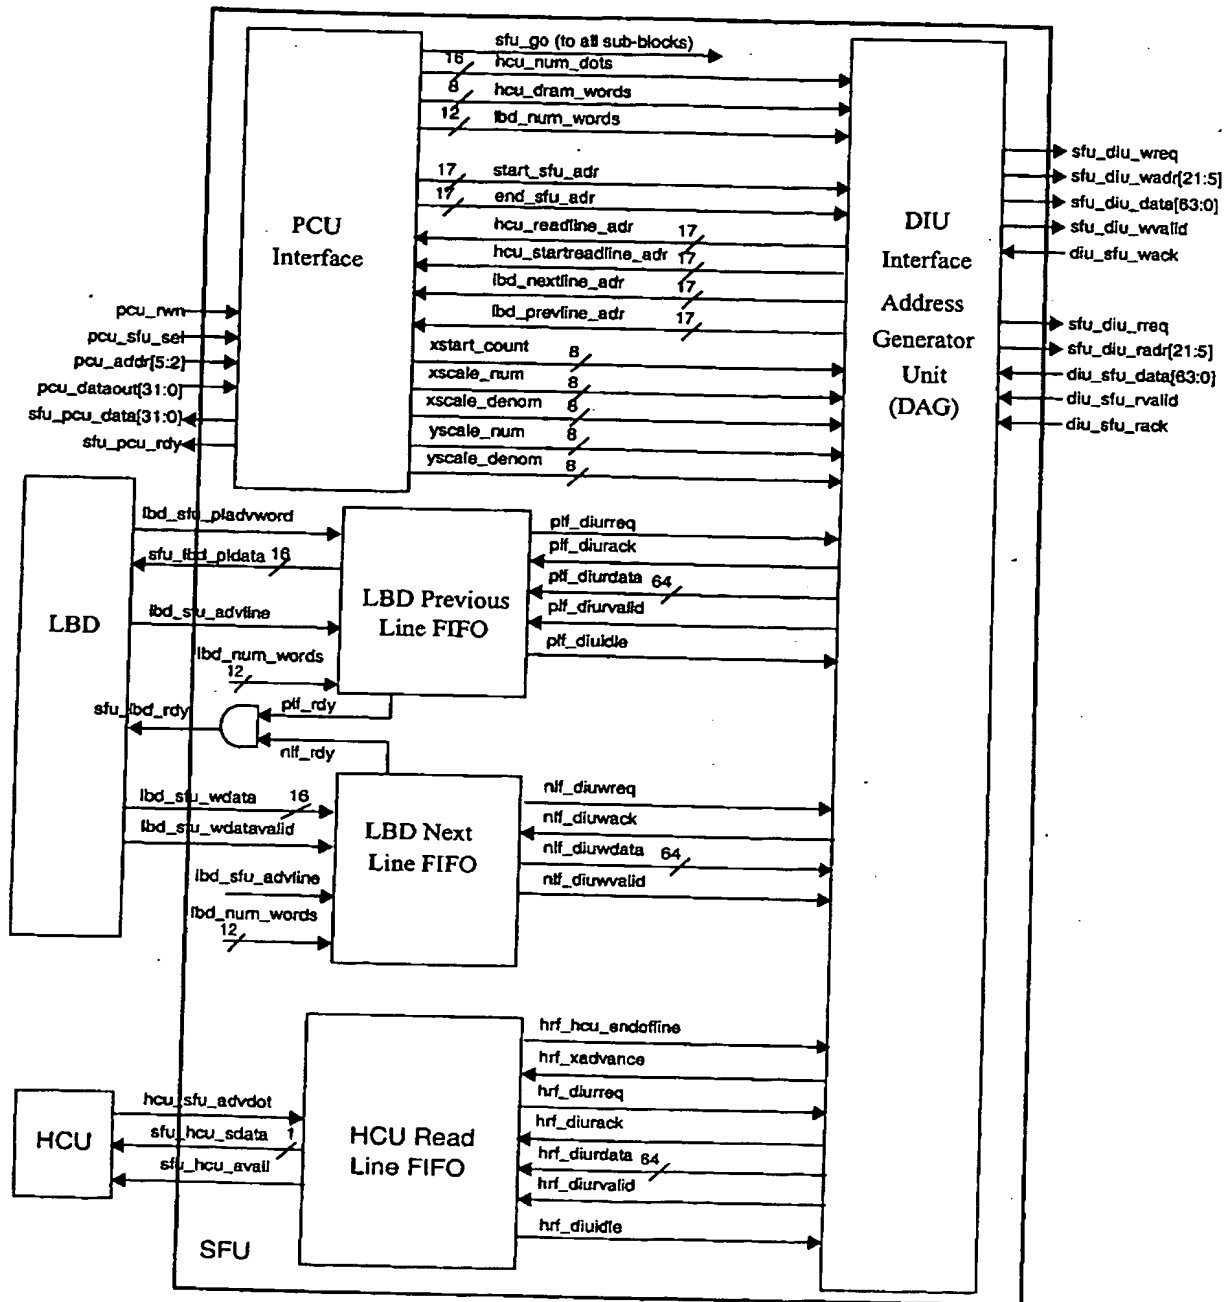 sfu_go (to all sub-blocks)
16
hcu_num_dots
8
hcu_dram_words
12
lbd_num_words
17
start_sfu_adr
17
end_sfu_adr
hcu_readline_adr
17
hcu_startreadline_adr
17
lbd_nextline_adr
17
lbd_prevline_adr
17
xstart_count
8
xscale_num
8
xscale_denom
8
yscale_num
8
yscale_denom
8
PCU
Interface
DIU
Interface
Address
Generator
Unit
(DAG)
pcu_rwn
pcu_sfu_sel
pcu_addr[5:2]
pcu_dataout[31:0]
sfu_pcu_data[31:0]
sfu_pcu_rdy
sfu_diu_wreq
sfu_diu_wadr[21:5]
sfu_diu_data[63:0]
sfu_diu_wvalid
diu_sfu_wack
sfu_diu_rreq
sfu_diu_radr[21:5]
diu_sfu_data[63:0]
diu_sfu_rvalid
diu_sfu_rack
LBD
lbd_sfu_pladvword
sfu_lbd_pldata
16
lbd_sfu_advline
lbd_num_words
12
LBD Previous
Line FIFO
plf_diurreq
plf_diurack
plf_diurdata
64
plf_diurvalid
plf_diuidle
sfu_lbd_rdy
plf_rdy
nlf_rdy
lbd_sfu_wdata
16
lbd_sfu_wdatavalid
lbd_sfu_advline
lbd_num_words
12
LBD Next
Line FIFO
nlf_diuwreq
nlf_diuwack
nlf_diuwdata
64
nlf_diuwvalid
HCU
hcu_sfu_advdot
sfu_hcu_sdata
1
sfu_hcu_avail
HCU Read
Line FIFO
hrf_hcu_endofline
hrf_xadvance
hrf_diurreq
hrf_diurack
hrf_diurdata
64
hrf_diurvalid
hrf_diuidle
SFU